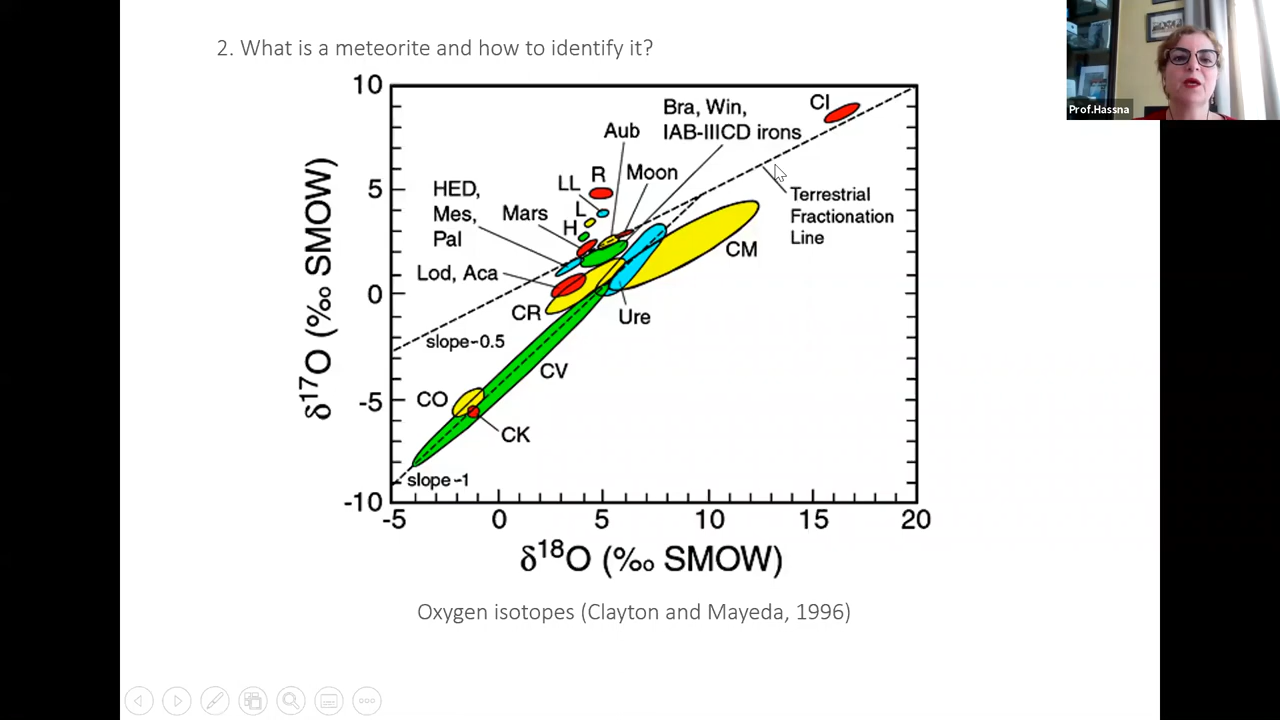 2. What is a meteorite and how to identify it?
Prof.Hassna
10
5
0
-5
-10
δ¹⁷O (‰ SMOW)
CI
Bra, Win,
IAB-IIICD irons
Aub
R
Moon
LL
HED,
Mes,
Pal
L
Mars
H
Terrestrial
Fractionation
Line
CM
Lod, Aca
CR
Ure
slope~0.5
CV
CO
CK
slope~1
-5
0
5
10
15
20
δ¹⁸O (‰ SMOW)
Oxygen isotopes (Clayton and Mayeda, 1996)